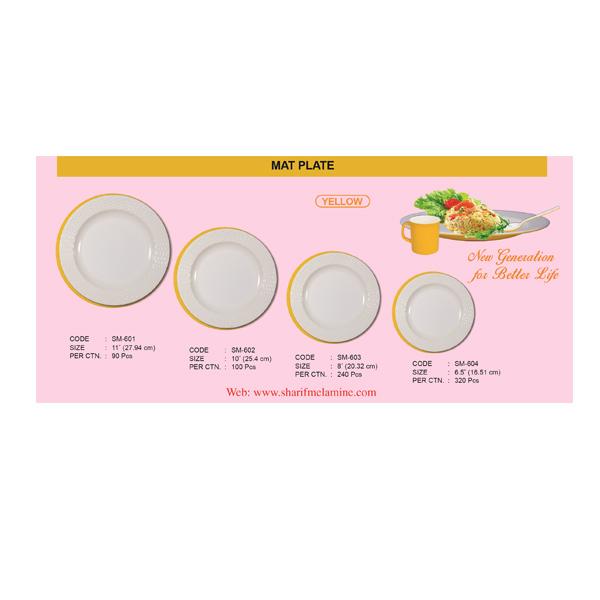 MAT PLATE
YELLOW
New Generation
for Better Life
CODE : SM-601
SIZE : 11" (27.94 cm)
PER CTN. : 90 Pcs
CODE : SM-602
SIZE : 10" (25.4 cm)
PER CTN. : 100 Pcs
CODE : SM-603
SIZE : 8" (20.32 cm)
PER CTN. : 240 Pcs
CODE : SM-604
SIZE : 6.5" (16.51 cm)
PER CTN. : 320 Pcs
Web: www.sharifmelamine.com